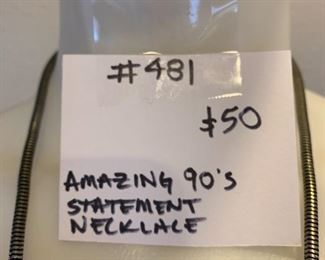 #481
$50
AMAZING 90's
STATEMENT
NECKLACE